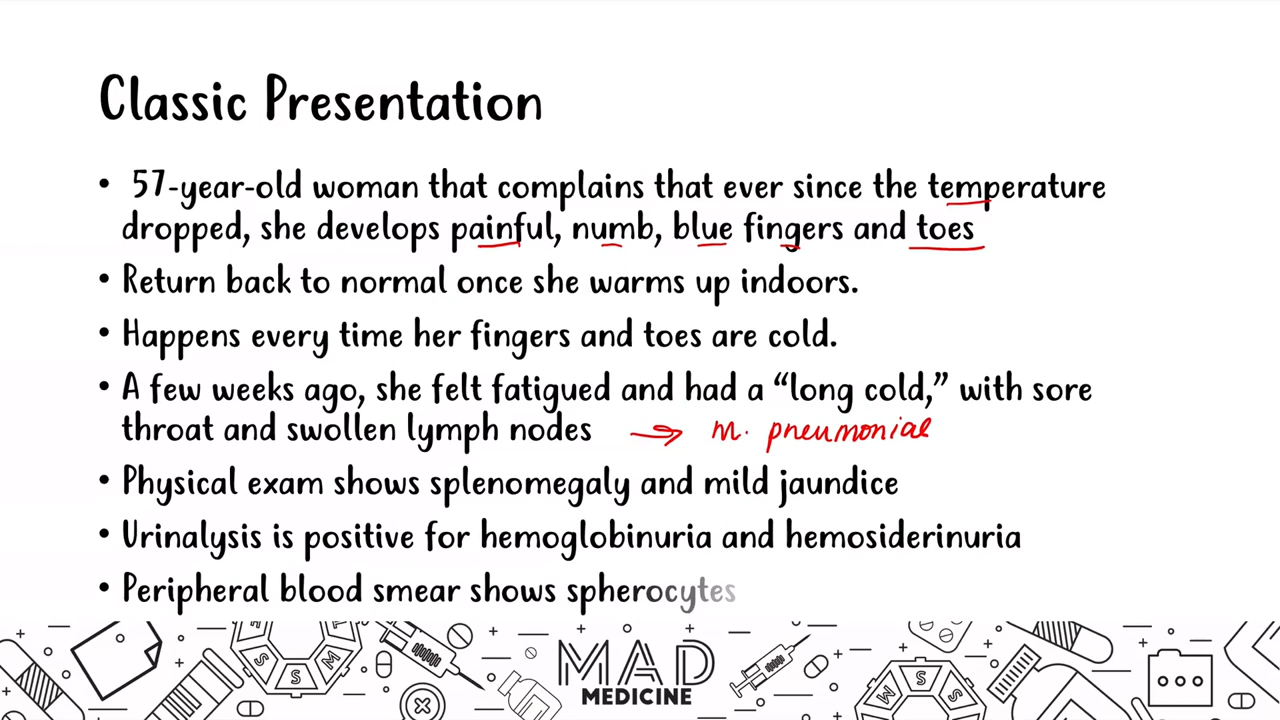 Classic Presentation
• 57-year-old woman that complains that ever since the temperature
dropped, she develops painful, numb, blue fingers and toes
• Return back to normal once she warms up indoors.
• Happens every time her fingers and toes are cold.
• A few weeks ago, she felt fatigued and had a “long cold,” with sore
throat and swollen lymph nodes → m. pneumoniae
• Physical exam shows splenomegaly and mild jaundice
• Urinalysis is positive for hemoglobinuria and hemosiderinuria
• Peripheral blood smear shows spherocytes
MAD
MEDICINE